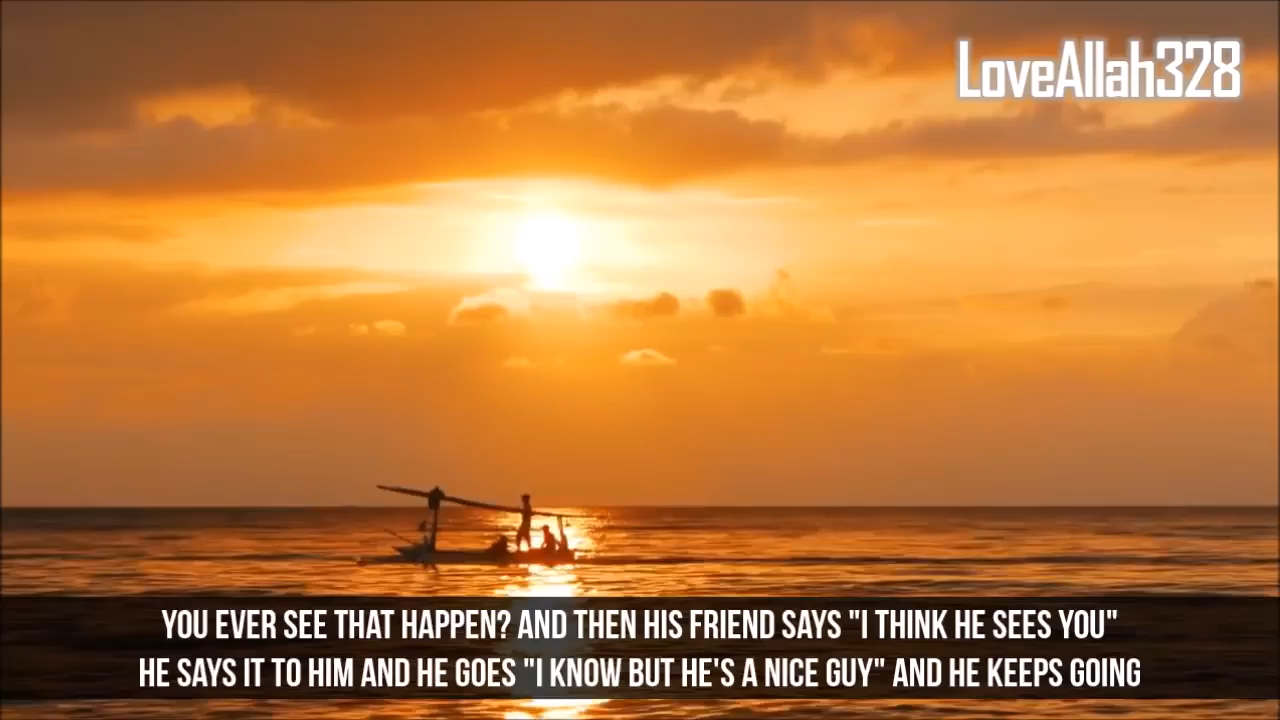 LoveAllah328
YOU EVER SEE THAT HAPPEN? AND THEN HIS FRIEND SAYS "I THINK HE SEES YOU"
HE SAYS IT TO HIM AND HE GOES "I KNOW BUT HE'S A NICE GUY" AND HE KEEPS GOING